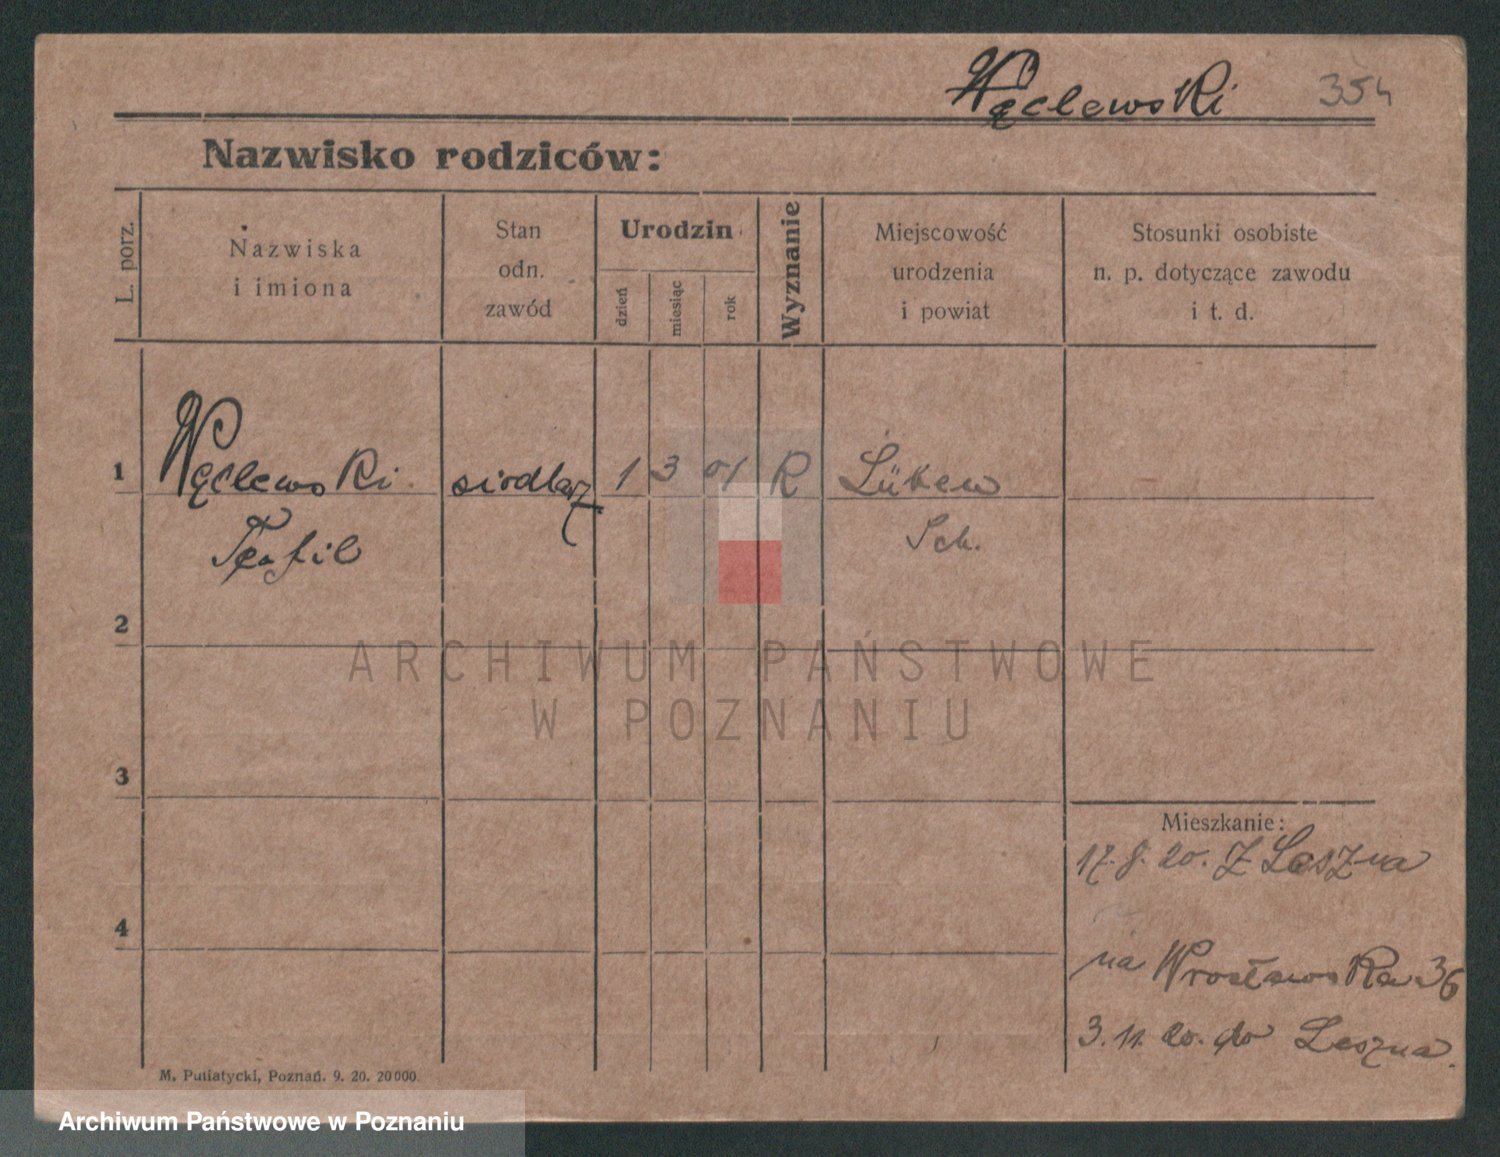 Węclewski 354
Nazwisko rodziców:
L. porz.
Nazwiska
i imiona
Stan
odn.
zawód
Urodzin
dzień
miesiąc
rok
Wyznanie
Miejscowość
urodzenia
i powiat
Stosunki osobiste
n. p. dotyczące zawodu
i t. d.
1 Węclewski siodlarz 1 3 01 R Lükew
Teofil Sch.
2
ARCHIWUM PAŃSTWOWE
W POZNANIU
3
Mieszkanie:
17. 8. 20. Z Leszna
4
na Wrocławska 36
3. 11. 20. do Leszna.
M. Putiatycki, Poznań. 9. 20. 20000.
Archiwum Państwowe w Poznaniu